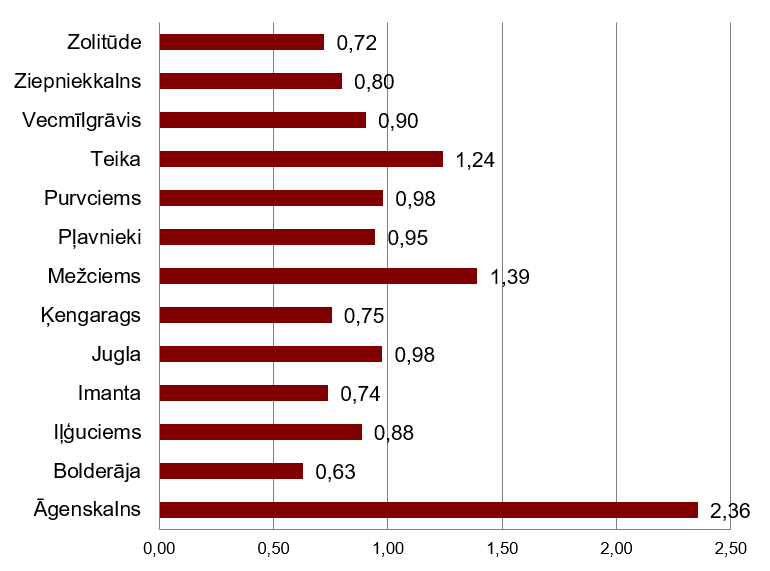 Zolitūde 0,72
Ziepniekkalns 0,80
Vecmīlgrāvis 0,90
Teika 1,24
Purvciems 0,98
Pļavnieki 0,95
Mežciems 1,39
Ķengarags 0,75
Jugla 0,98
Imanta 0,74
Iļģuciems 0,88
Bolderāja 0,63
Āgenskalns 2,36
0,00 0,50 1,00 1,50 2,00 2,50